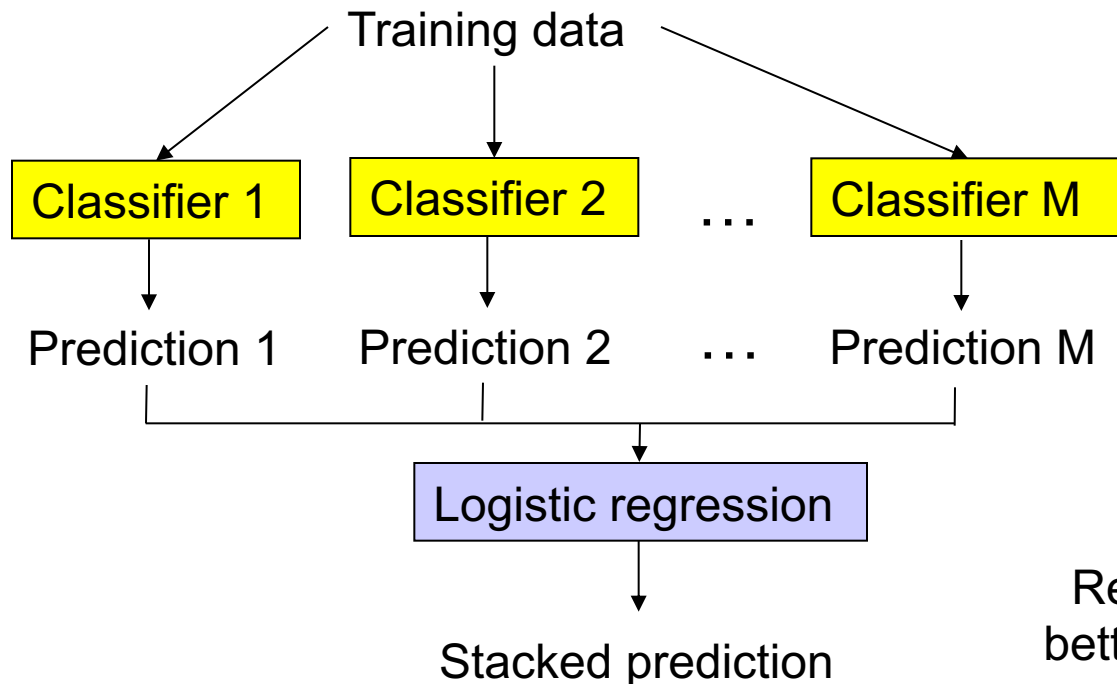 Training data
Classifier 1 Classifier 2 ... Classifier M
Prediction 1 Prediction 2 ... Prediction M
Logistic regression
Stacked prediction